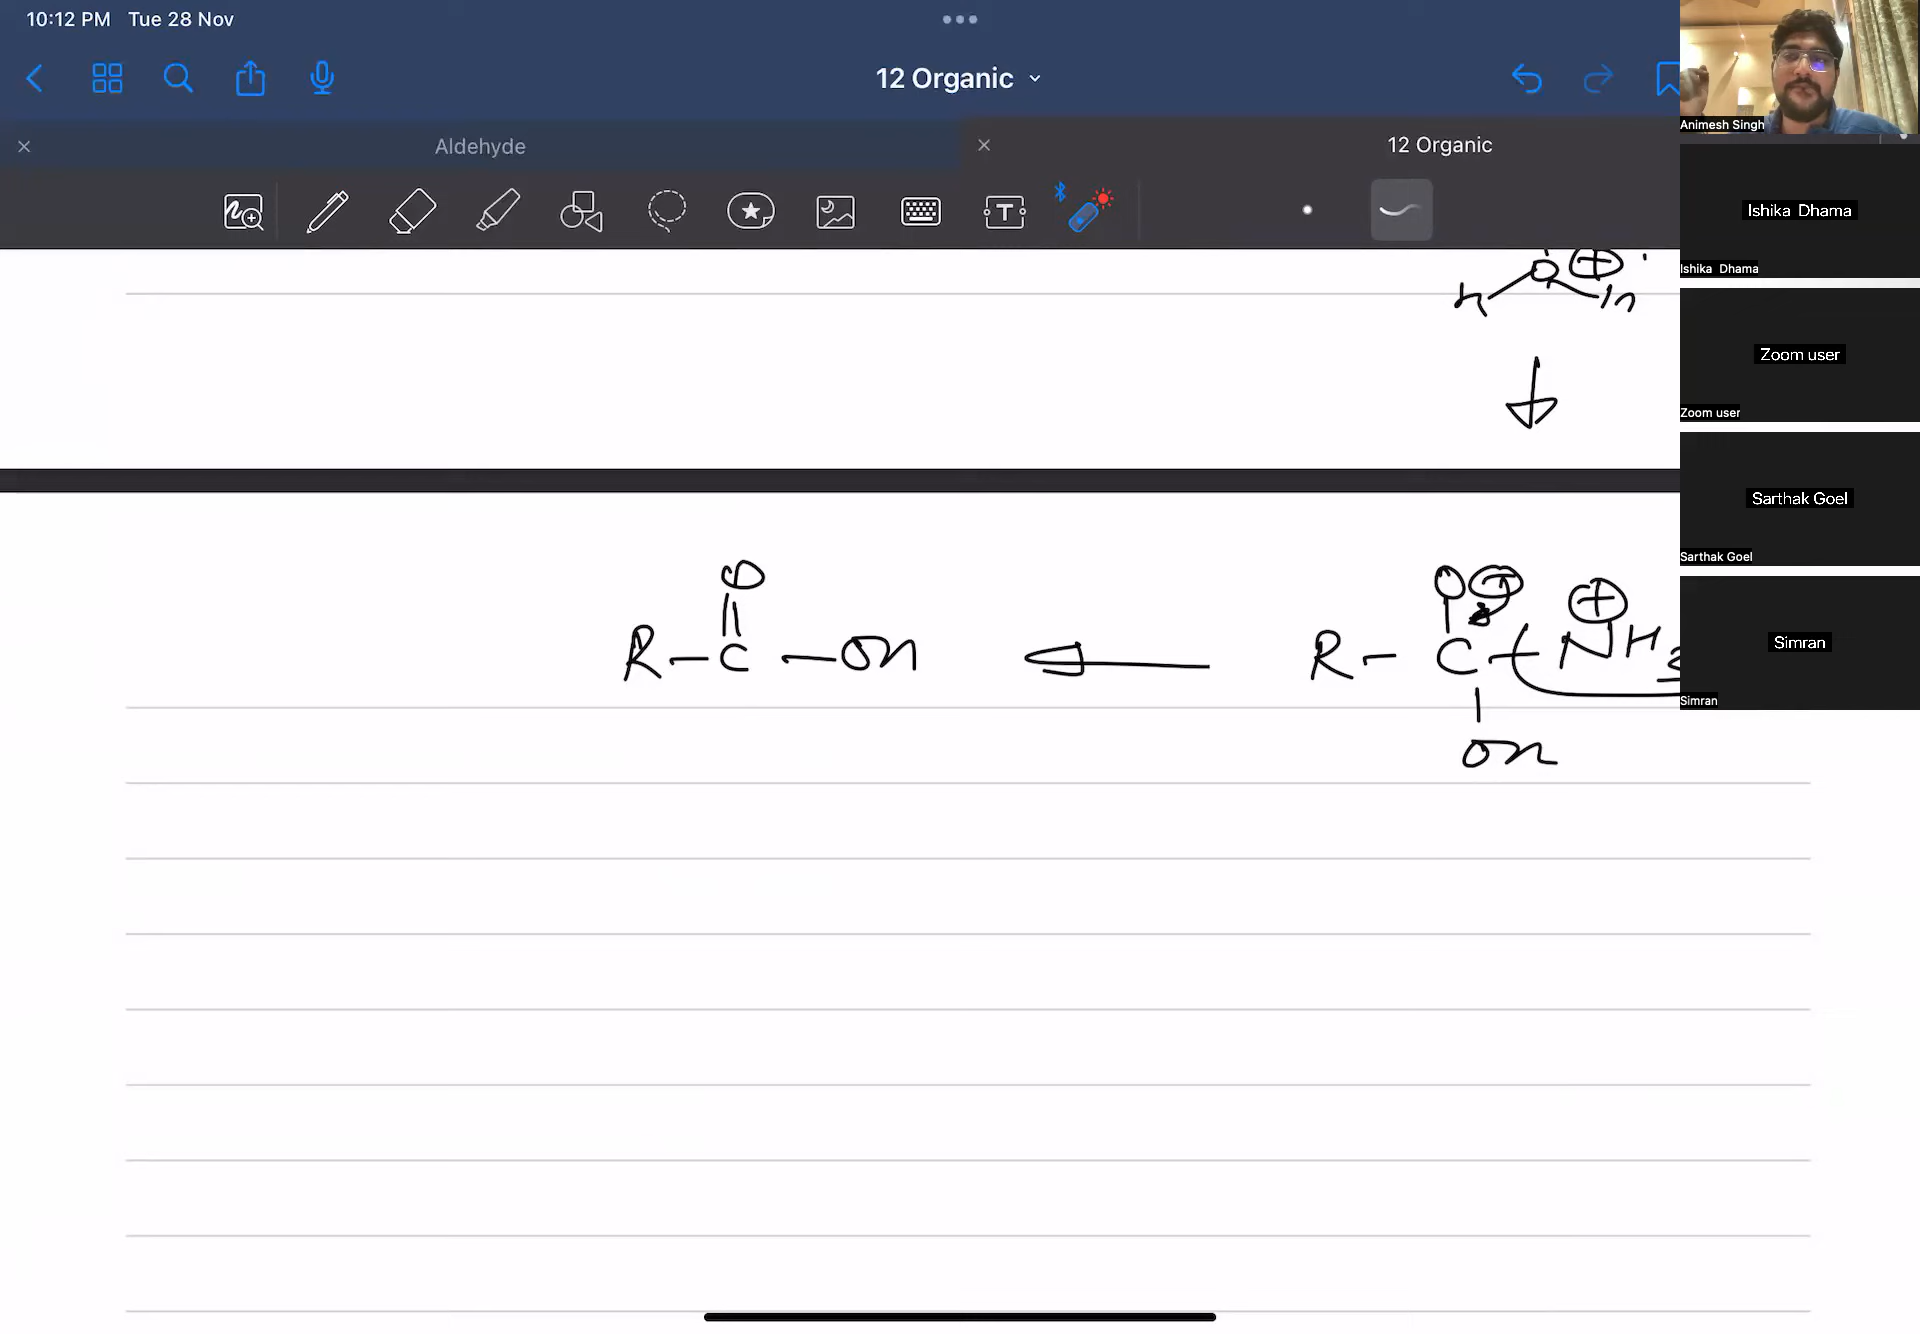 10:12 PM Tue 28 Nov
12 Organic
Animesh Singh
Aldehyde
12 Organic
T
Ishika Dhama
Ishika Dhama
Zoom user
Zoom user
Sarthak Goel
Sarthak Goel
Simran
Simran
H O ⊕ H
O O ⊖ ⊕
R-C-OH R-C-NH
OH